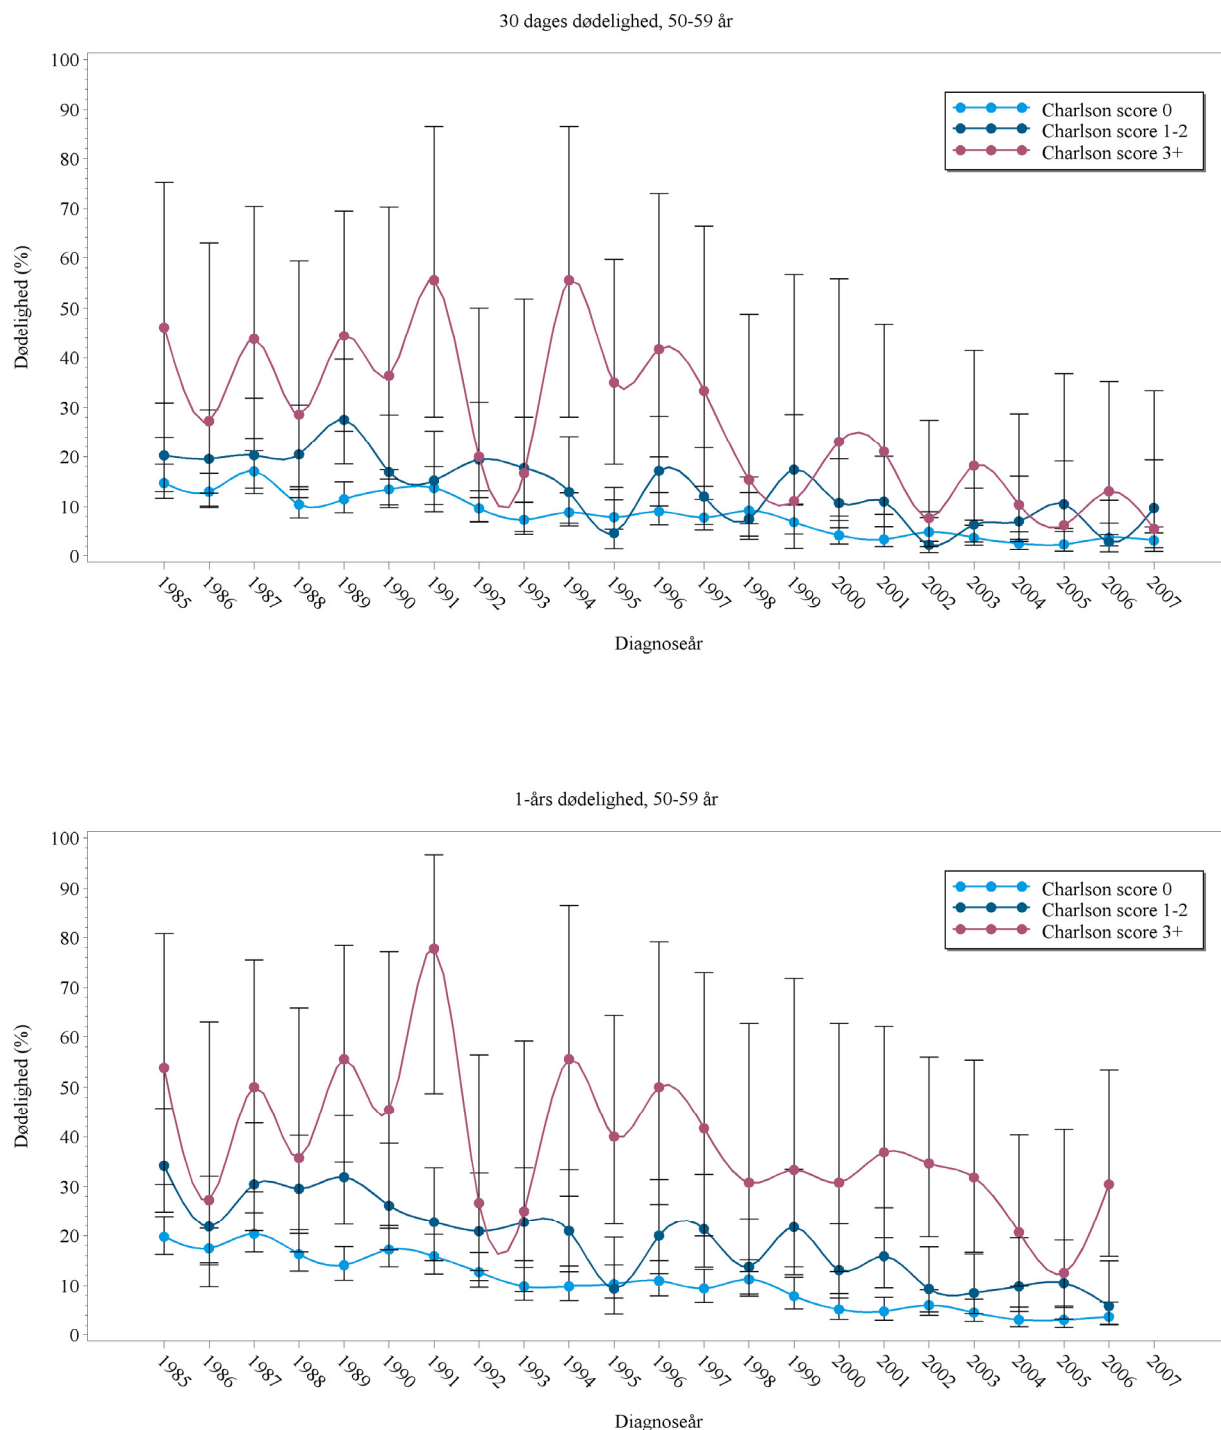 30 dages dødelighed, 50-59 år
100
90
80
70
60
50
40
30
20
10
0
Dødelighed (%)
Charlson score 0
Charlson score 1-2
Charlson score 3+
1985 1986 1987 1988 1989 1990 1991 1992 1993 1994 1995 1996 1997 1998 1999 2000 2001 2002 2003 2004 2005 2006 2007
Diagnoseår
1-års dødelighed, 50-59 år
100
90
80
70
60
50
40
30
20
10
0
Dødelighed (%)
Charlson score 0
Charlson score 1-2
Charlson score 3+
1985 1986 1987 1988 1989 1990 1991 1992 1993 1994 1995 1996 1997 1998 1999 2000 2001 2002 2003 2004 2005 2006 2007
Diagnoseår